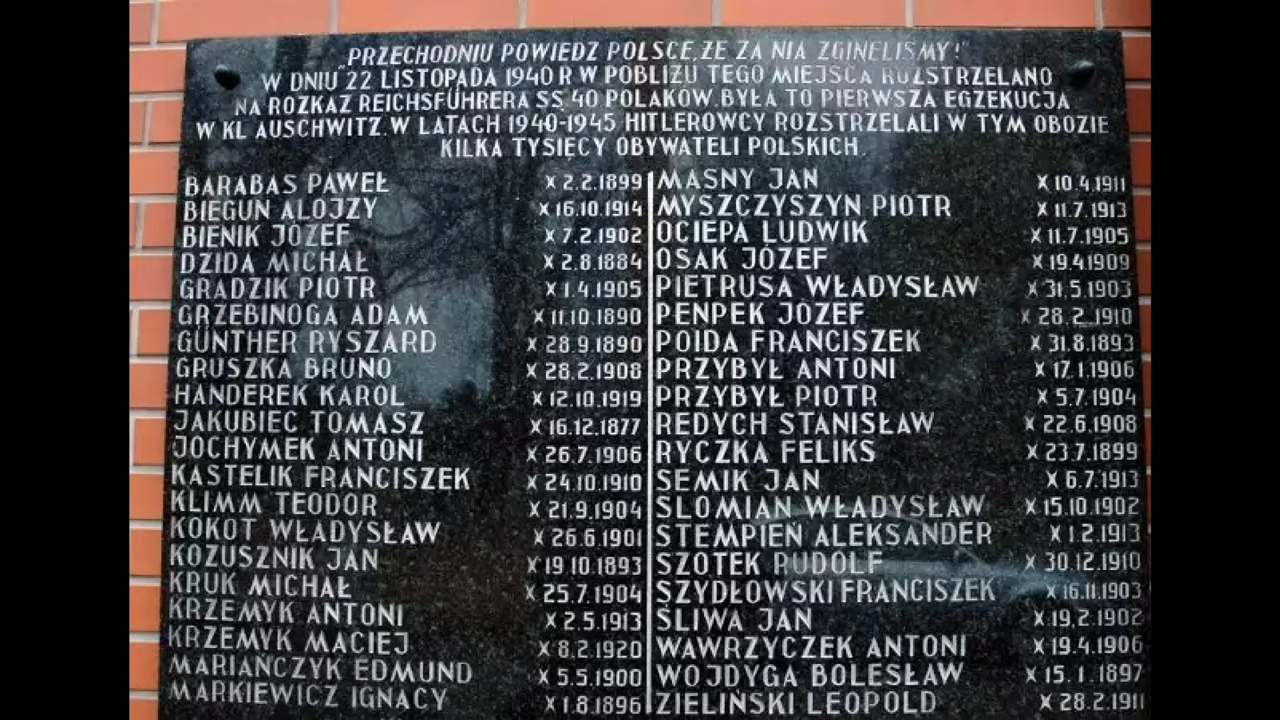 „PRZECHODNIU POWIEDZ POLSCE, ŻE ZA NIĄ ZGINELIŚMY!”
W DNIU 22 LISTOPADA 1940 R W POBLIŻU TEGO MIEJSCA ROZSTRZELANO
NA ROZKAZ REICHSFÜHRERA SS 40 POLAKÓW. BYŁA TO PIERWSZA EGZEKUCJA
W KL AUSCHWITZ. W LATACH 1940-1945 HITLEROWCY ROZSTRZELALI W TYM OBOZIE
KILKA TYSIĘCY OBYWATELI POLSKICH.
BARABAS PAWEŁ X 2.2.1899
BIEGUN ALOJZY X 16.10.1914
BIENIK JÓZEF X 7.2.1902
DZIDA MICHAŁ X 2.8.1884
GRADZIK PIOTR X 1.4.1905
GRZEBINOGA ADAM X 11.10.1890
GÜNTHER RYSZARD X 28.9.1890
GRUSZKA BRUNO X 28.2.1908
HANDEREK KAROL X 12.10.1919
JAKUBIEC TOMASZ X 16.12.1877
JOCHYMEK ANTONI X 26.7.1906
KASTELIK FRANCISZEK X 24.10.1910
KLIMM TEODOR X 21.9.1904
KOKOT WŁADYSŁAW X 26.6.1901
KOZUSZNIK JAN X 19.10.1893
KRUK MICHAŁ X 25.7.1904
KRZEMYK ANTONI X 2.5.1913
KRZEMYK MACIEJ X 8.2.1920
MARIAŃCZYK EDMUND X 5.5.1900
MARKIEWICZ IGNACY X 1.8.1896
MASNY JAN X 10.4.1911
MYSZCZYSZYN PIOTR X 11.7.1913
OCIEPA LUDWIK X 11.7.1905
OSAK JÓZEF X 19.4.1909
PIETRUSA WŁADYSŁAW X 31.5.1903
PENPEK JÓZEF X 28.2.1910
POIDA FRANCISZEK X 31.8.1893
PRZYBYŁ ANTONI X 17.1.1906
PRZYBYŁ PIOTR X 5.7.1904
REDYCH STANISŁAW X 22.6.1908
RYCZKA FELIKS X 23.7.1899
SEMIK JAN X 6.7.1913
SLOMIAN WŁADYSŁAW X 15.10.1902
STEMPIEŃ ALEKSANDER X 1.2.1913
SZOTEK RUDOLF X 30.12.1910
SZYDŁOWSKI FRANCISZEK X 16.11.1903
ŚLIWA JAN X 19.2.1902
WAWRZYCZEK ANTONI X 19.4.1906
WOJDYGA BOLESŁAW X 15.1.1897
ZIELIŃSKI LEOPOLD X 28.2.1911